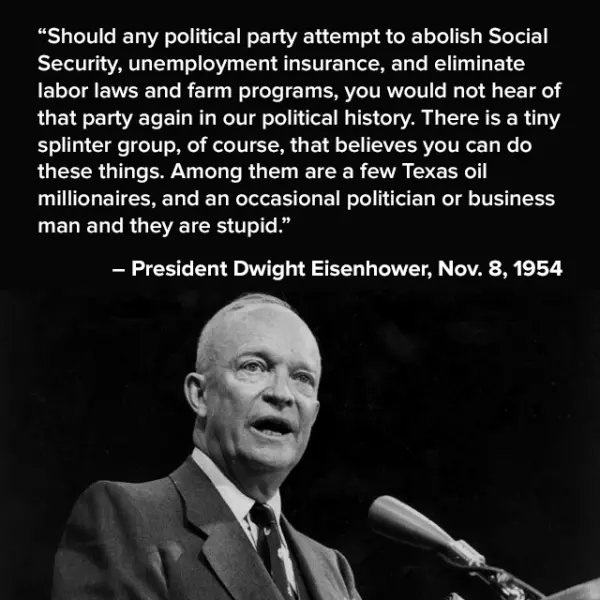 “Should any political party attempt to abolish Social
Security, unemployment insurance, and eliminate
labor laws and farm programs, you would not hear of
that party again in our political history. There is a tiny
splinter group, of course, that believes you can do
these things. Among them are a few Texas oil
millionaires, and an occasional politician or business
man and they are stupid.”
– President Dwight Eisenhower, Nov. 8, 1954